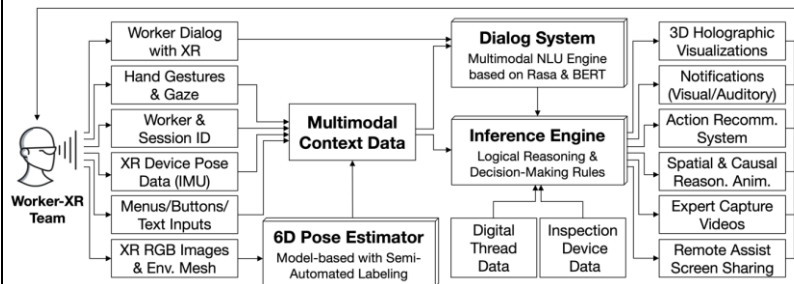 Worker Dialog
with XR
Hand Gestures
& Gaze
Worker &
Session ID
XR Device Pose
Data (IMU)
Menus/Buttons/
Text Inputs
XR RGB Images
& Env. Mesh
Worker-XR
Team
Multimodal
Context Data
6D Pose Estimator
Model-based with Semi-
Automated Labeling
Dialog System
Multimodal NLU Engine
based on Rasa & BERT
Inference Engine
Logical Reasoning &
Decision-Making Rules
Digital
Thread
Data
Inspection
Device
Data
3D Holographic
Visualizations
Notifications
(Visual/Auditory)
Action Recomm.
System
Spatial & Causal
Reason. Anim.
Expert Capture
Videos
Remote Assist
Screen Sharing